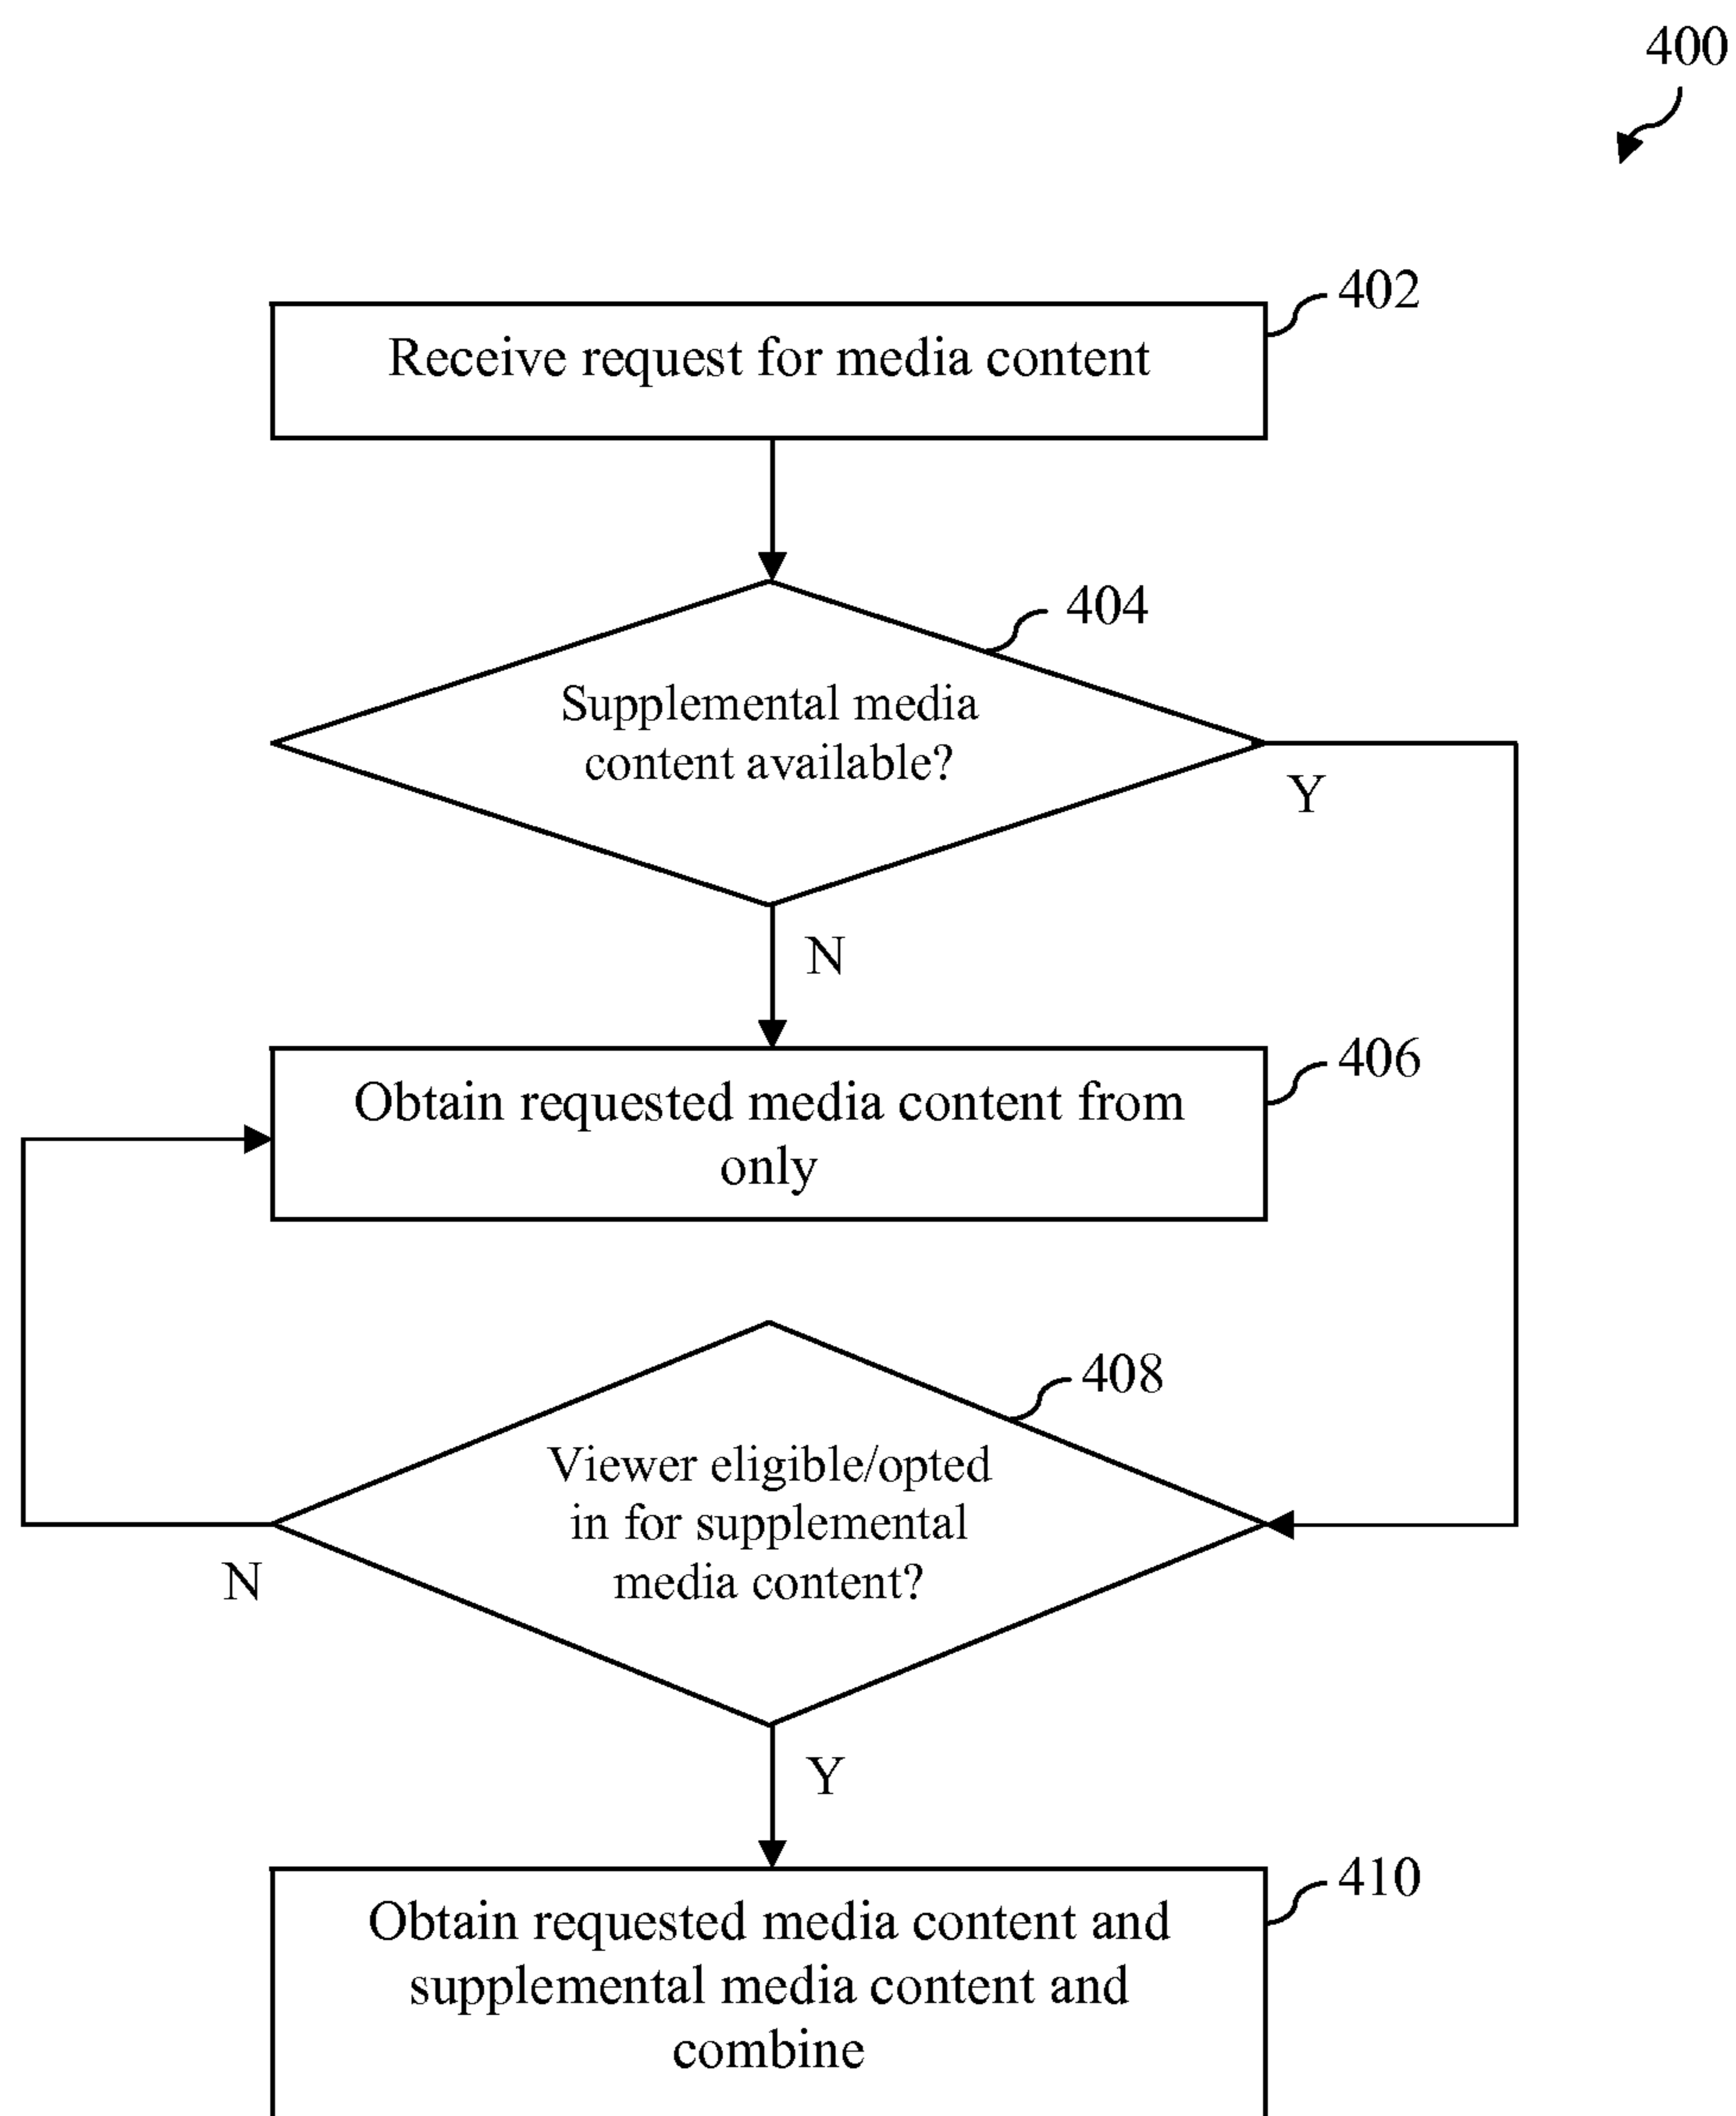 400
402
Receive request for media content
404
Supplemental media
content available?
Y
N
406
Obtain requested media content from
only
408
Viewer eligible/opted
in for supplemental
media content?
N
Y
410
Obtain requested media content and
supplemental media content and
combine